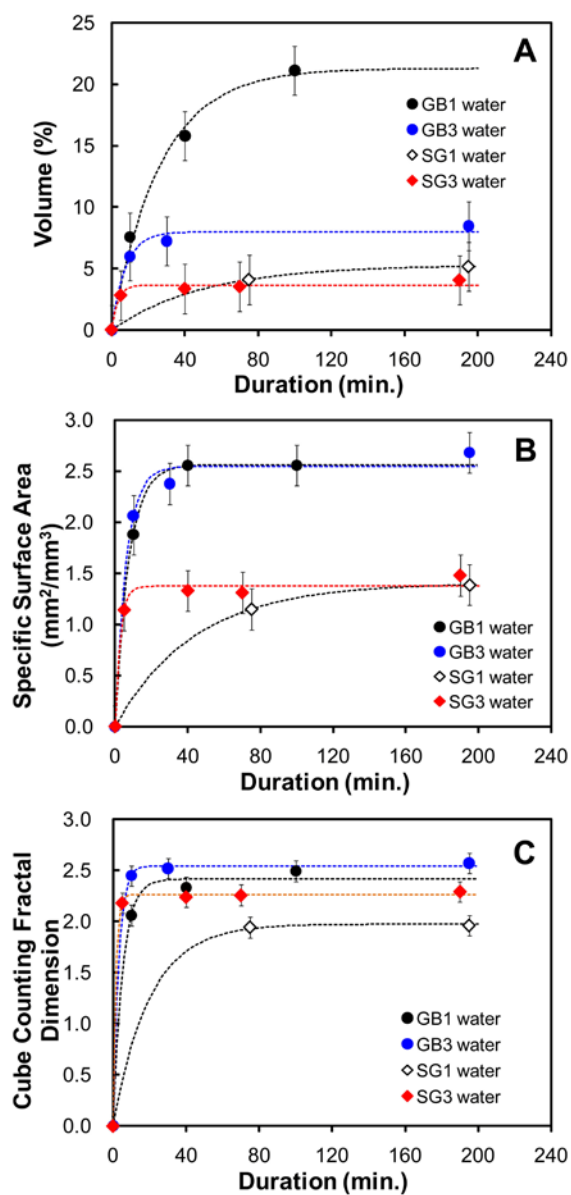 A
25
20
15
10
5
0
Volume (%)
GB1 water
GB3 water
SG1 water
SG3 water
0 40 80 120 160 200 240
Duration (min.)
B
3.0
2.5
2.0
1.5
1.0
0.5
0.0
Specific Surface Area
(mm²/mm³)
GB1 water
GB3 water
SG1 water
SG3 water
0 40 80 120 160 200 240
Duration (min.)
C
3.0
2.5
2.0
1.5
1.0
0.5
0.0
Cube Counting Fractal
Dimension
GB1 water
GB3 water
SG1 water
SG3 water
0 40 80 120 160 200 240
Duration (min.)